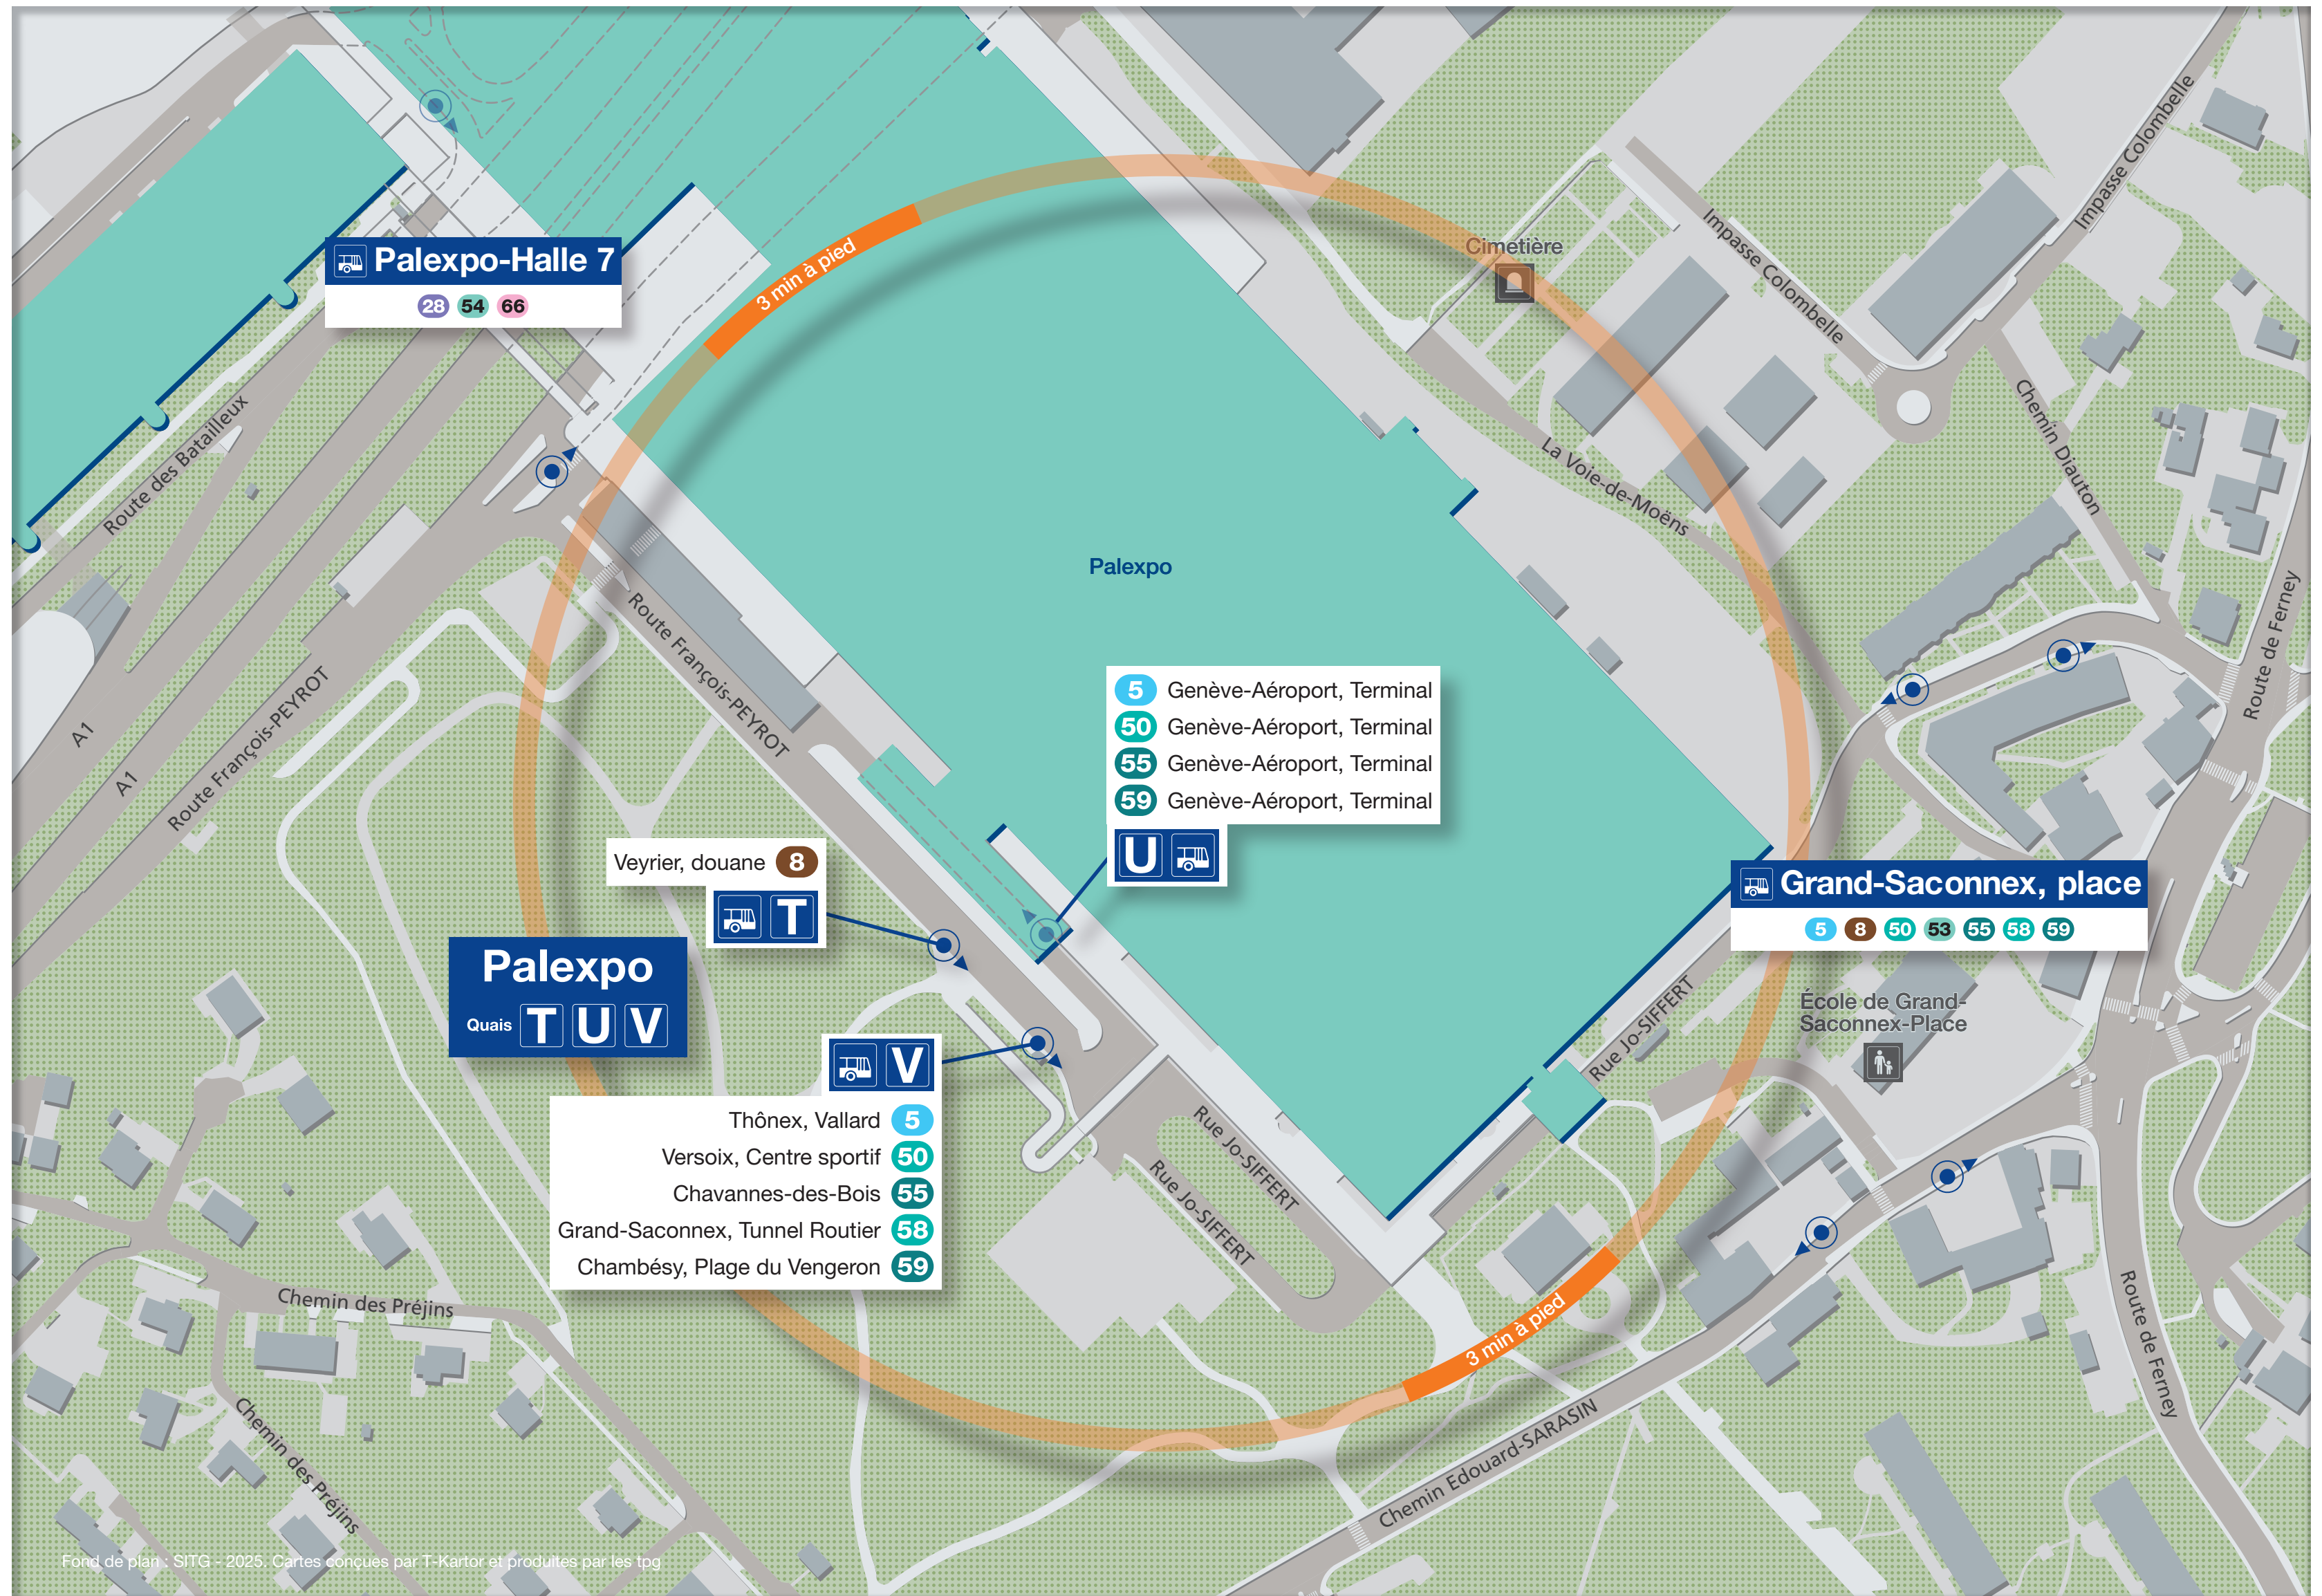 Palexpo-Halle 7
28 54 66
3 min à pied
Cimetière
Impasse Colombelle
Impasse Colombelle
Chemin Diauton
La Voie-de-Moëns
Route de Ferney
Route des Batailleux
Palexpo
Route François-PEYROT
Route François-PEYROT
A1
A1
5 Genève-Aéroport, Terminal
50 Genève-Aéroport, Terminal
55 Genève-Aéroport, Terminal
59 Genève-Aéroport, Terminal
U
Veyrier, douane 8
T
Grand-Saconnex, place
5 8 50 53 55 58 59
Palexpo
Quais T U V
École de Grand-
Saconnex-Place
Rue Jo-SIFFERT
V
Thônex, Vallard 5
Versoix, Centre sportif 50
Chavannes-des-Bois 55
Grand-Saconnex, Tunnel Routier 58
Chambésy, Plage du Vengeron 59
Rue Jo-SIFFERT
Rue Jo-SIFFERT
3 min à pied
Route de Ferney
Chemin des Préjins
Chemin des Préjins
Chemin Edouard-SARASIN
Fond de plan : SITG - 2025. Cartes conçues par T-Kartor et produites par les tpg